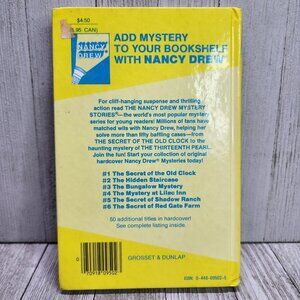 $4.50
NANCY
DREW
ADD MYSTERY
TO YOUR BOOKSHELF
WITH NANCY DREW
For cliff-hanging suspense and thrilling
action read THE NANCY DREW MYSTERY
STORIES®—the world's most popular mystery
series for young readers! Millions of fans have
matched wits with Nancy Drew, helping her
solve more than fifty baffling cases—from
THE SECRET OF THE OLD CLOCK to the
haunting mystery of THE THIRTEENTH PEARL.
Join the fun! Start your collection of original
hardcover Nancy Drew® Mysteries today!
#1 The Secret of the Old Clock
#2 The Hidden Staircase
#3 The Bungalow Mystery
#4 The Mystery at Lilac Inn
#5 The Secret of Shadow Ranch
#6 The Secret of Red Gate Farm
50 additional titles in hardcover!
See complete listing inside.
GROSSET & DUNLAP
ISBN 0-448-09502-5